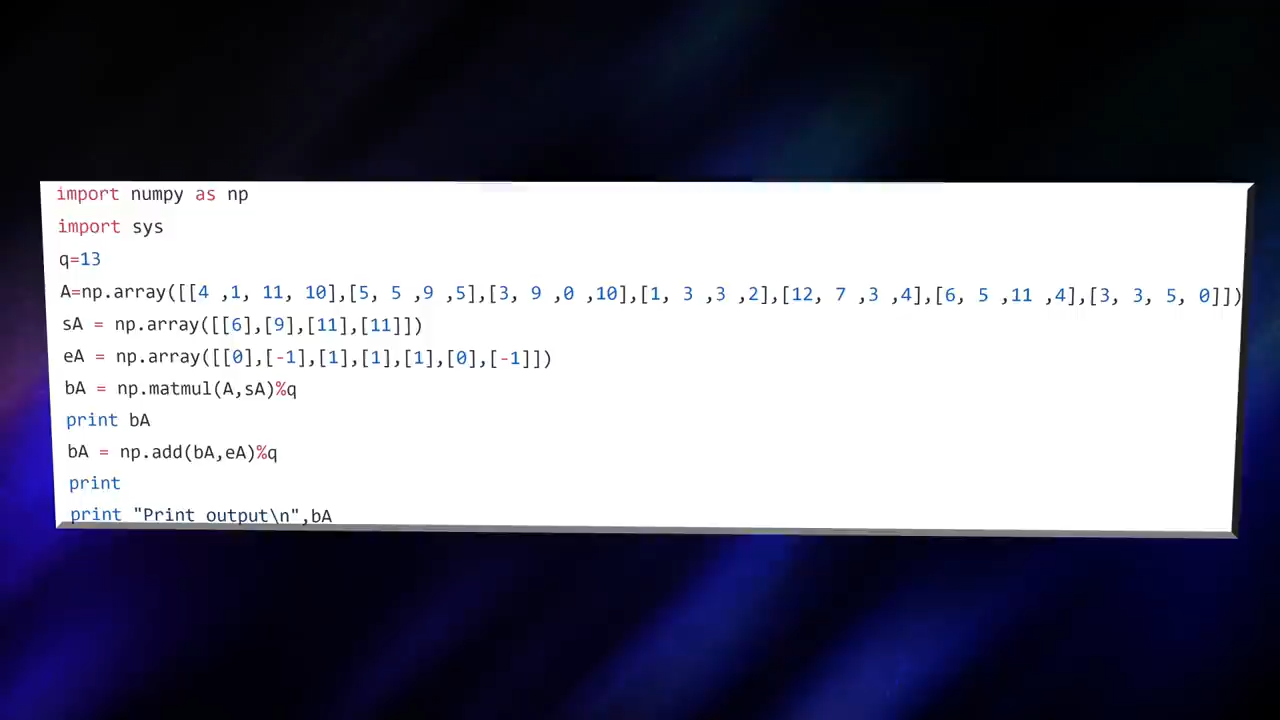 import numpy as np
import sys
q=13
A=np.array([[4 ,1, 11, 10],[5, 5 ,9 ,5],[3, 9 ,0 ,10],[1, 3 ,3 ,2],[12, 7 ,3 ,4],[6, 5 ,11 ,4],[3, 3, 5, 0]])
sA = np.array([[6],[9],[11],[11]])
eA = np.array([[0],[-1],[1],[1],[1],[0],[-1]])
bA = np.matmul(A,sA)%q
print bA
bA = np.add(bA,eA)%q
print
print "Print output\n",bA